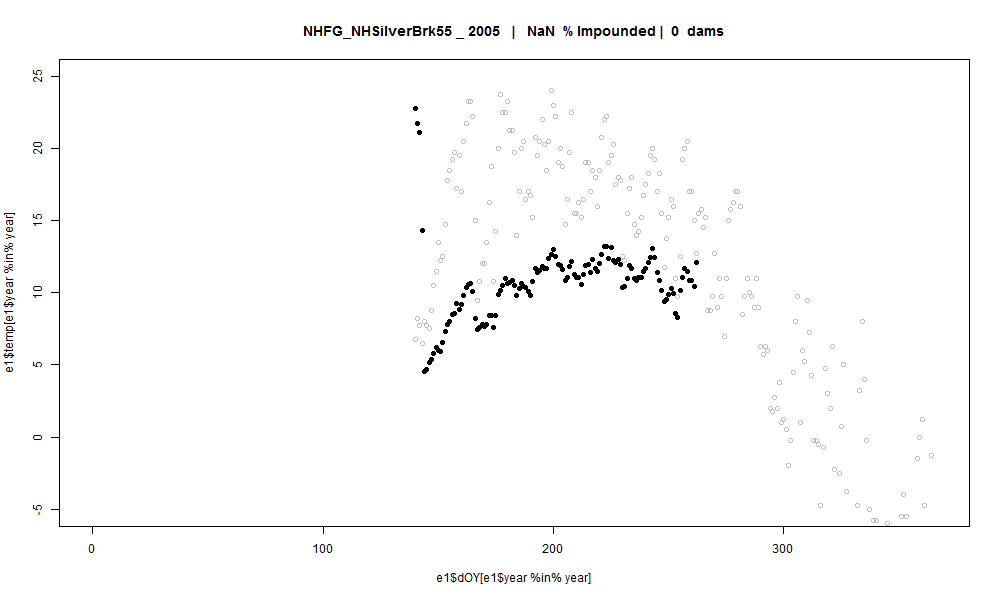 NHFG_NHSilverBrk55 _ 2005 | NaN % Impounded | 0 dams
25
20
15
10
5
0
-5
e1$temp[e1$year %in% year]
0 100 200 300
e1$dOY[e1$year %in% year]